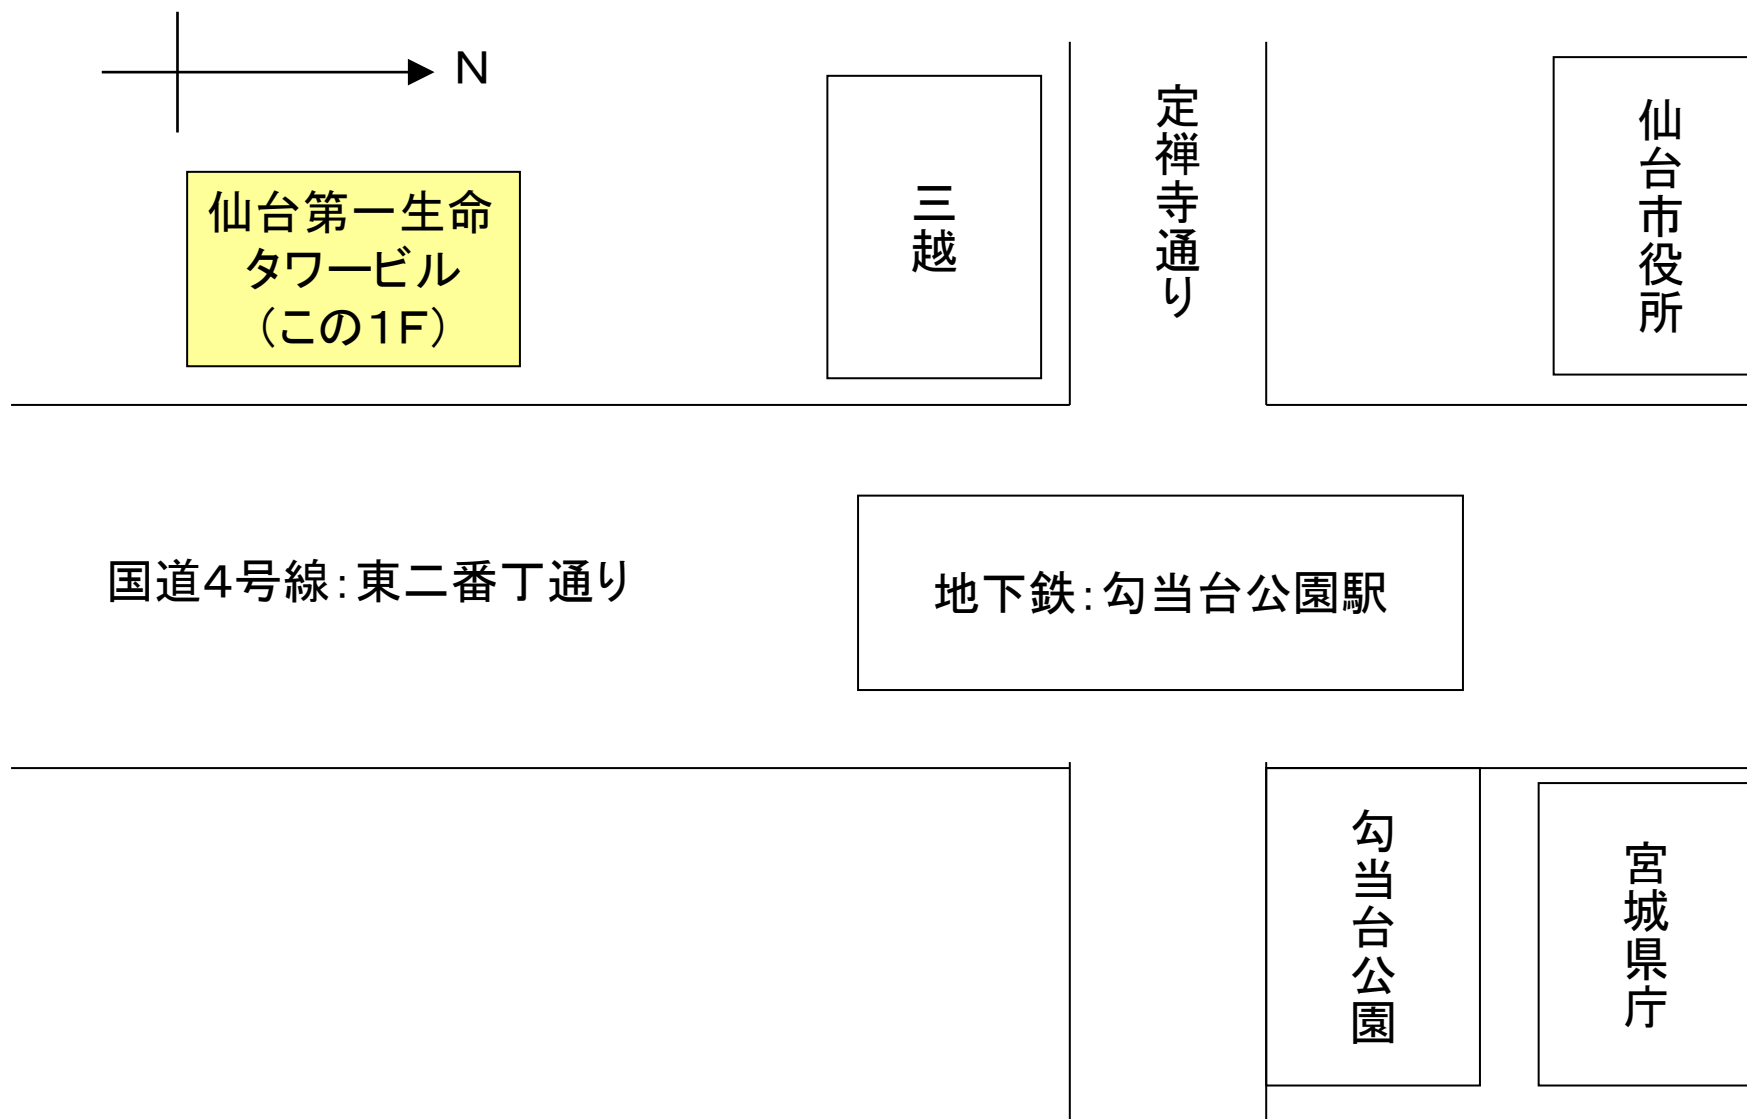 N
仙台第一生命
タワービル
（この１F）
三越
定禅寺通り
仙台市役所
国道４号線：東二番丁通り
地下鉄：勾当台公園駅
勾当台公園
宮城県庁